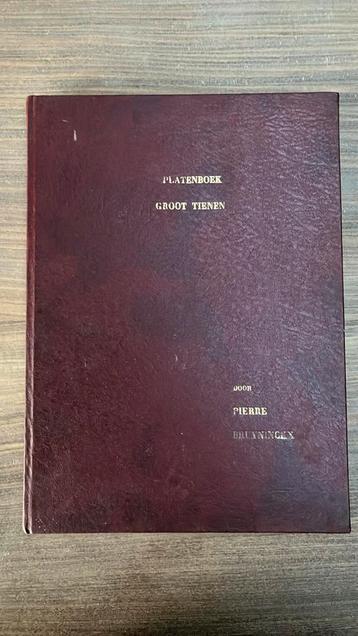 PLATENBOEK
GROOT TIENEN
DOOR
PIERRE
BRUYNINCKX